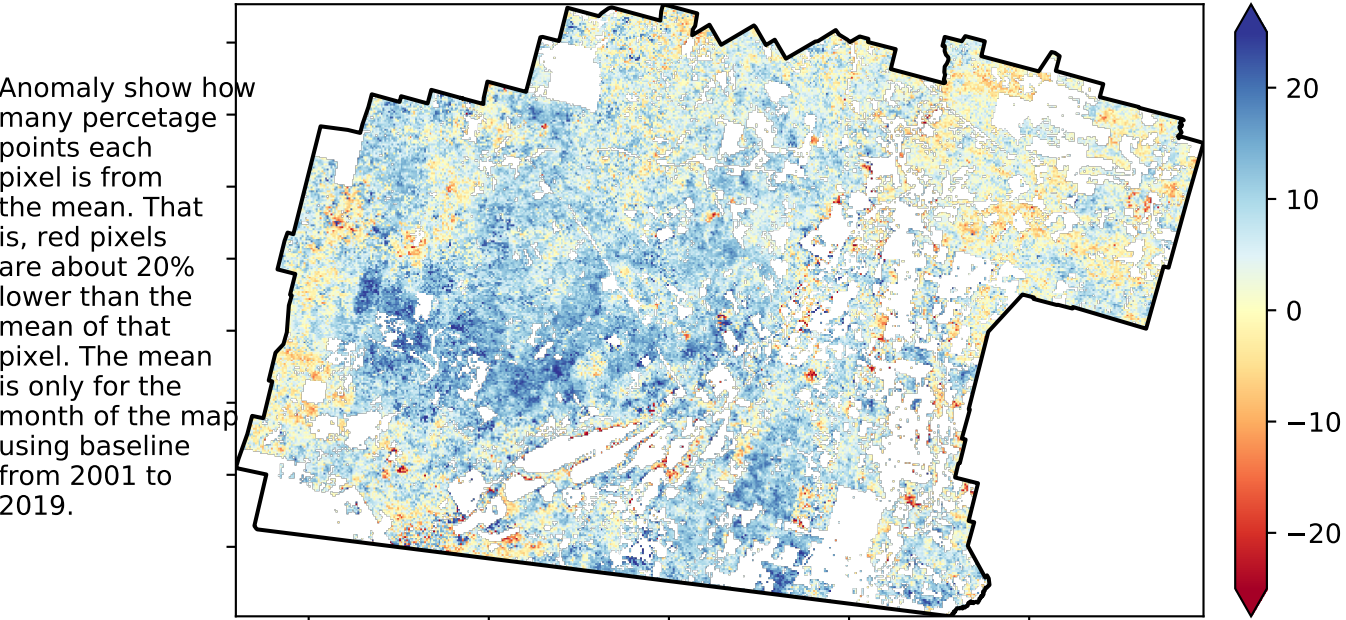 Anomaly show how
many percetage
points each
pixel is from
the mean. That
is, red pixels
are about 20%
lower than the
mean of that
pixel. The mean
is only for the
month of the map
using baseline
from 2001 to
2019.
20
10
0
−10
−20